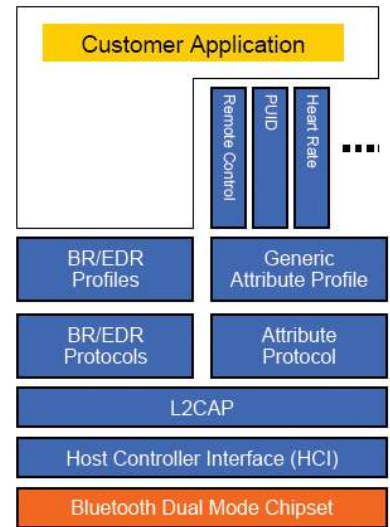 Customer Application
Remote Control
PUID
Heart Rate
BR/EDR
Profiles
Generic
Attribute Profile
BR/EDR
Protocols
Attribute
Protocol
L2CAP
Host Controller Interface (HCI)
Bluetooth Dual Mode Chipset